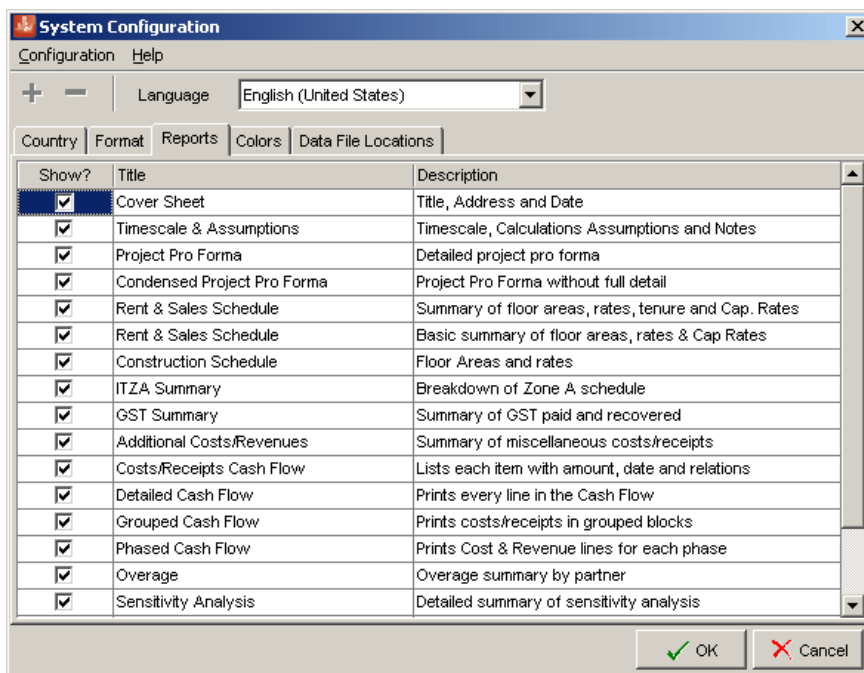 System Configuration
Configuration Help
Language English (United States)
Country Format Reports Colors Data File Locations
Show? Title Description
Cover Sheet Title, Address and Date
Timescale & Assumptions Timescale, Calculations Assumptions and Notes
Project Pro Forma Detailed project pro forma
Condensed Project Pro Forma Project Pro Forma without full detail
Rent & Sales Schedule Summary of floor areas, rates, tenure and Cap. Rates
Rent & Sales Schedule Basic summary of floor areas, rates & Cap Rates
Construction Schedule Floor Areas and rates
ITZA Summary Breakdown of Zone A schedule
GST Summary Summary of GST paid and recovered
Additional Costs/Revenues Summary of miscellaneous costs/receipts
Costs/Receipts Cash Flow Lists each item with amount, date and relations
Detailed Cash Flow Prints every line in the Cash Flow
Grouped Cash Flow Prints costs/receipts in grouped blocks
Phased Cash Flow Prints Cost & Revenue lines for each phase
Overage Overage summary by partner
Sensitivity Analysis Detailed summary of sensitivity analysis
OK Cancel